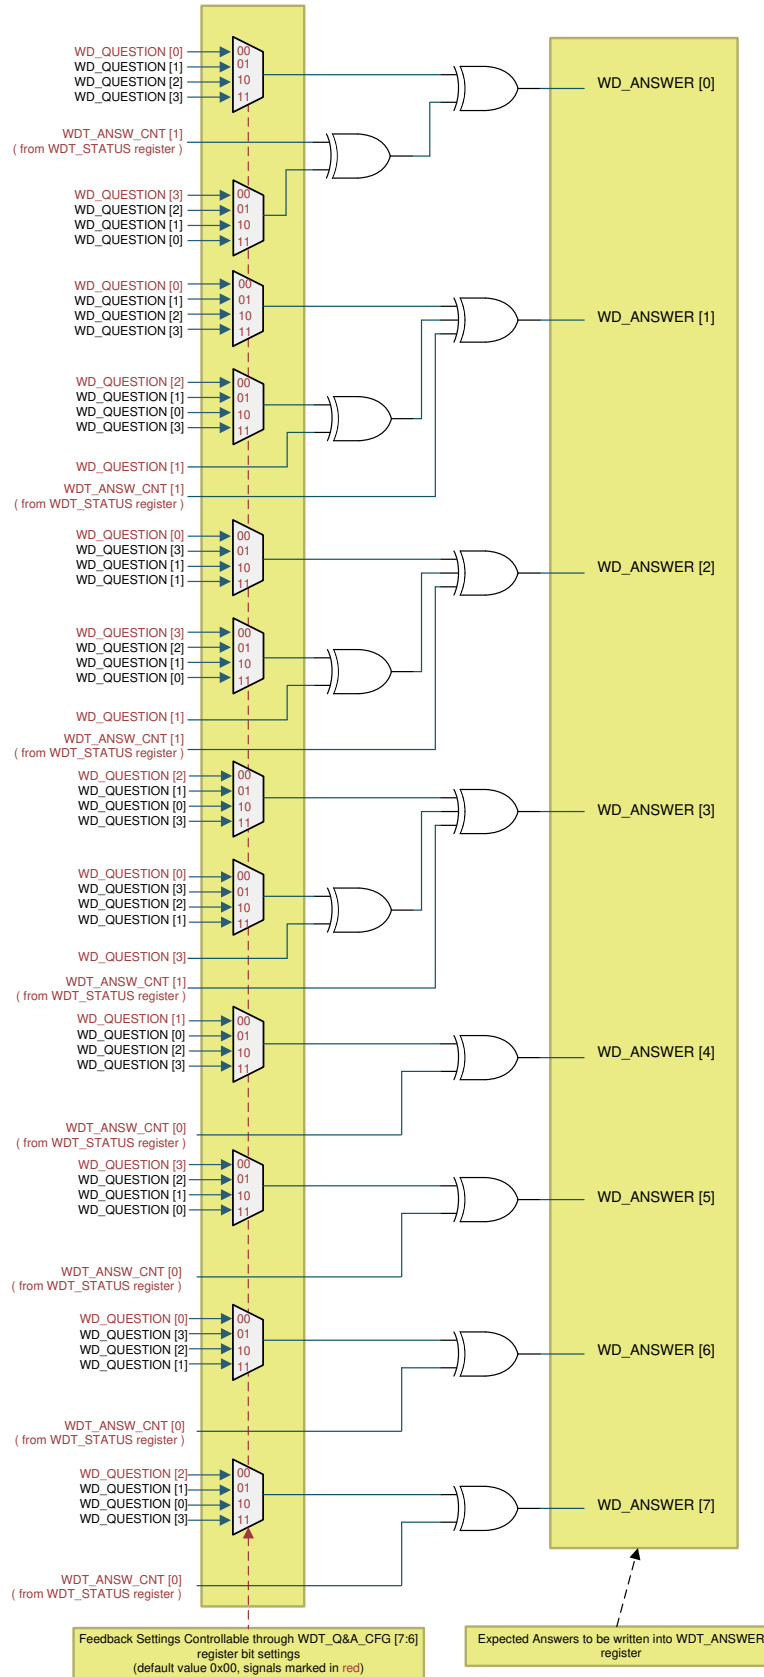 WD_QUESTION [0]
WD_QUESTION [1]
WD_QUESTION [2]
WD_QUESTION [3]
00
01
10
11
WD_ANSWER [0]
WDT_ANSW_CNT [1]
( from WDT_STATUS register )
WD_QUESTION [3]
WD_QUESTION [2]
WD_QUESTION [1]
WD_QUESTION [0]
00
01
10
11
WD_QUESTION [0]
WD_QUESTION [1]
WD_QUESTION [2]
WD_QUESTION [3]
00
01
10
11
WD_ANSWER [1]
WD_QUESTION [2]
WD_QUESTION [1]
WD_QUESTION [0]
WD_QUESTION [3]
00
01
10
11
WD_QUESTION [1]
WDT_ANSW_CNT [1]
( from WDT_STATUS register )
WD_QUESTION [0]
WD_QUESTION [3]
WD_QUESTION [1]
WD_QUESTION [1]
00
01
10
11
WD_ANSWER [2]
WD_QUESTION [3]
WD_QUESTION [2]
WD_QUESTION [1]
WD_QUESTION [0]
00
01
10
11
WD_QUESTION [1]
WDT_ANSW_CNT [1]
( from WDT_STATUS register )
WD_QUESTION [2]
WD_QUESTION [1]
WD_QUESTION [0]
WD_QUESTION [3]
00
01
10
11
WD_ANSWER [3]
WD_QUESTION [0]
WD_QUESTION [3]
WD_QUESTION [2]
WD_QUESTION [1]
00
01
10
11
WD_QUESTION [3]
WDT_ANSW_CNT [1]
( from WDT_STATUS register )
WD_QUESTION [1]
WD_QUESTION [0]
WD_QUESTION [2]
WD_QUESTION [3]
00
01
10
11
WD_ANSWER [4]
WDT_ANSW_CNT [0]
( from WDT_STATUS register )
WD_QUESTION [3]
WD_QUESTION [2]
WD_QUESTION [1]
WD_QUESTION [0]
00
01
10
11
WD_ANSWER [5]
WDT_ANSW_CNT [0]
( from WDT_STATUS register )
WD_QUESTION [0]
WD_QUESTION [3]
WD_QUESTION [2]
WD_QUESTION [1]
00
01
10
11
WD_ANSWER [6]
WDT_ANSW_CNT [0]
( from WDT_STATUS register )
WD_QUESTION [2]
WD_QUESTION [1]
WD_QUESTION [0]
WD_QUESTION [3]
00
01
10
11
WD_ANSWER [7]
WDT_ANSW_CNT [0]
( from WDT_STATUS register )
Feedback Settings Controllable through WDT_Q&A_CFG [7:6]
register bit settings
(default value 0x00, signals marked in red)
Expected Answers to be written into WDT_ANSWER
register